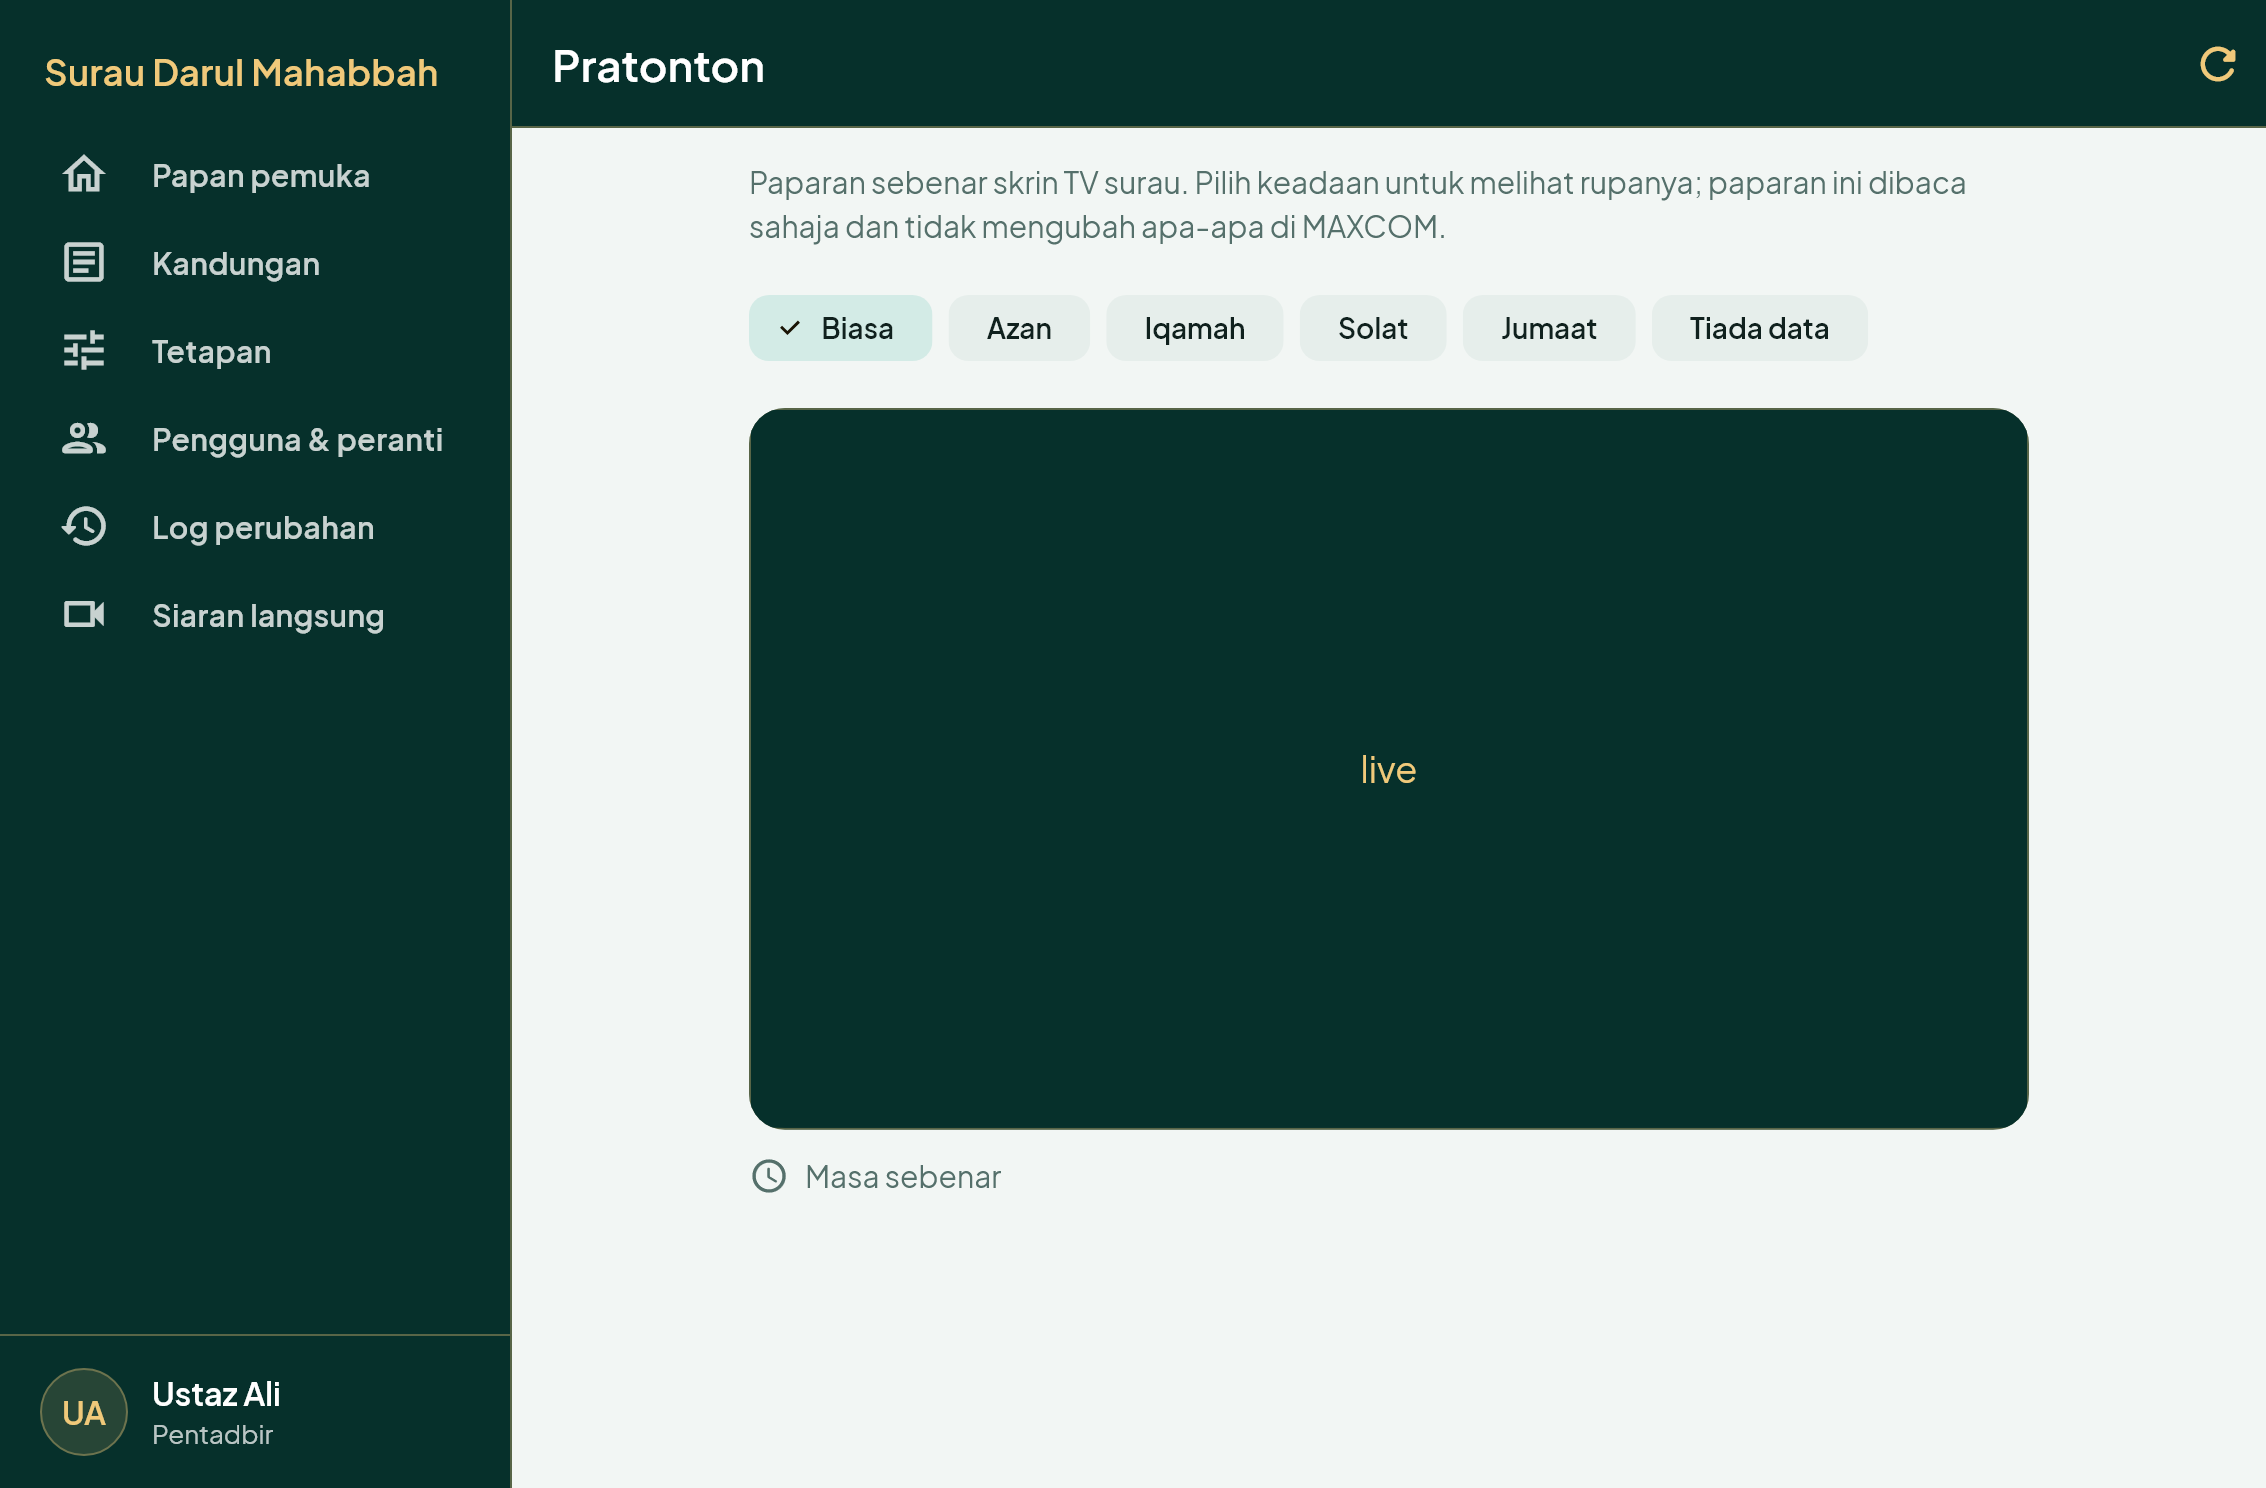 Surau Darul Mahabbah
Papan pemuka
Kandungan
Tetapan
Pengguna & peranti
Log perubahan
Siaran langsung
UA
Ustaz Ali
Pentadbir
Pratonton
Paparan sebenar skrin TV surau. Pilih keadaan untuk melihat rupanya; paparan ini dibaca
sahaja dan tidak mengubah apa-apa di MAXCOM.
Biasa
Azan
Iqamah
Solat
Jumaat
Tiada data
live
Masa sebenar